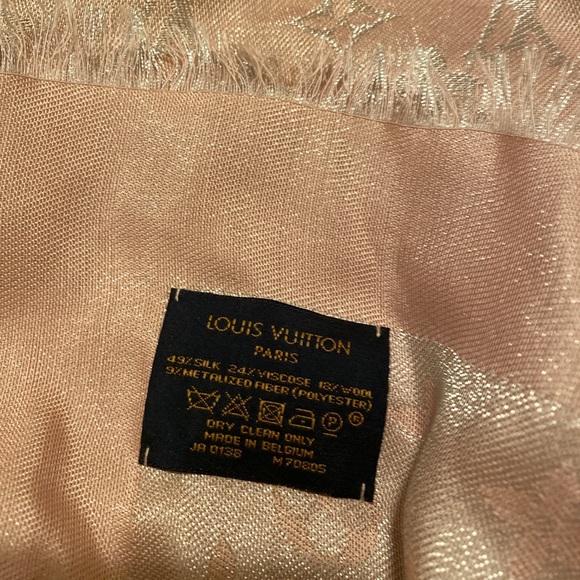 LOUIS VUITTON
PARIS
49% SILK 24% VISCOSE 18% WOOL
9% METALIZED FIBER (POLYESTER)
P
DRY CLEAN ONLY
MADE IN BELGIUM
JA 0138 M70805